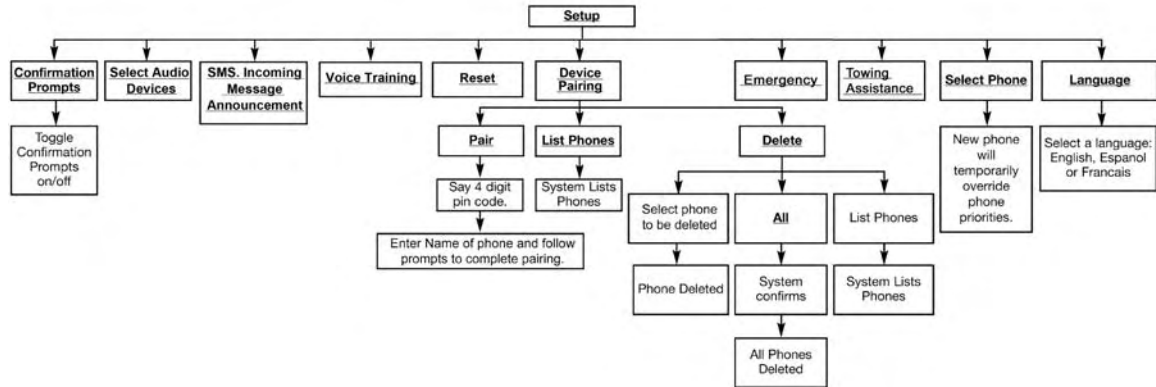 Setup
Confirmation
Prompts
Select Audio
Devices
SMS. Incoming
Message
Announcement
Voice Training
Reset
Device
Pairing
Emergency
Towing
Assistance
Select Phone
Language
Toggle
Confirmation
Prompts
on/off
Pair
List Phones
Delete
New phone
will
temporarily
override
phone
priorities.
Select a language:
English, Espanol
or Francais
Say 4 digit
pin code.
System Lists
Phones
Select phone
to be deleted
All
List Phones
Enter Name of phone and follow
prompts to complete pairing.
Phone Deleted
System
confirms
System Lists
Phones
All Phones
Deleted